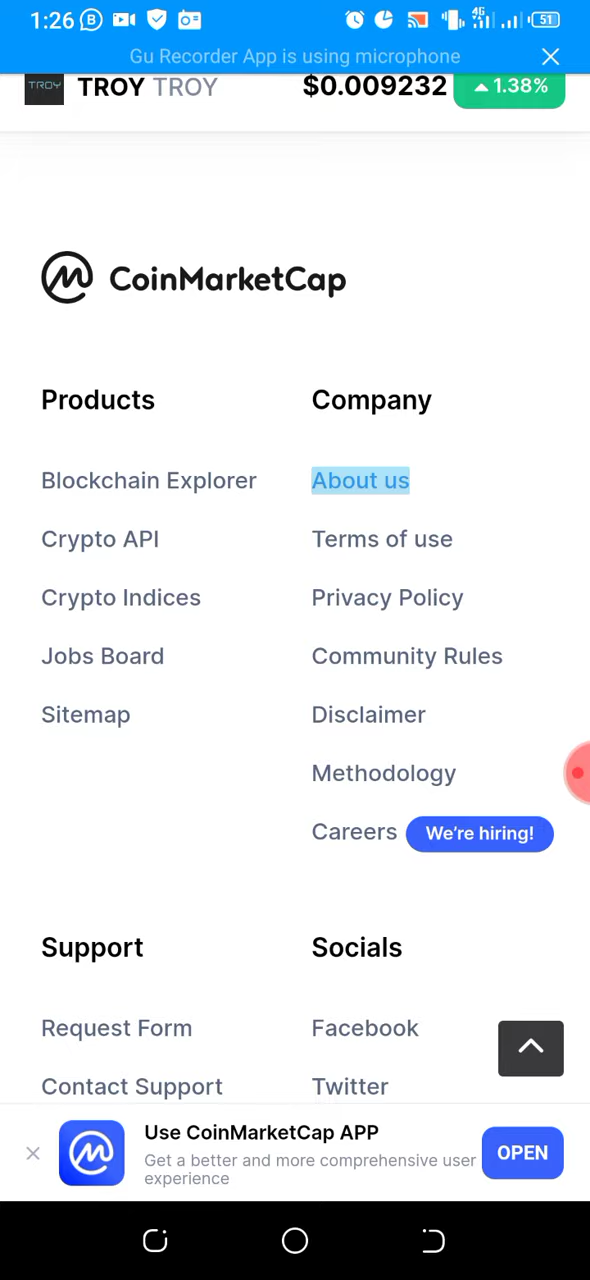 1:26
4G
51
Gu Recorder App is using microphone
TROY TROY TROY $0.009232 1.38%
CoinMarketCap
Products
Blockchain Explorer
Crypto API
Crypto Indices
Jobs Board
Sitemap
Company
About us
Terms of use
Privacy Policy
Community Rules
Disclaimer
Methodology
Careers We're hiring!
Support
Request Form
Contact Support
Socials
Facebook
Twitter
Use CoinMarketCap APP
Get a better and more comprehensive user
experience
OPEN